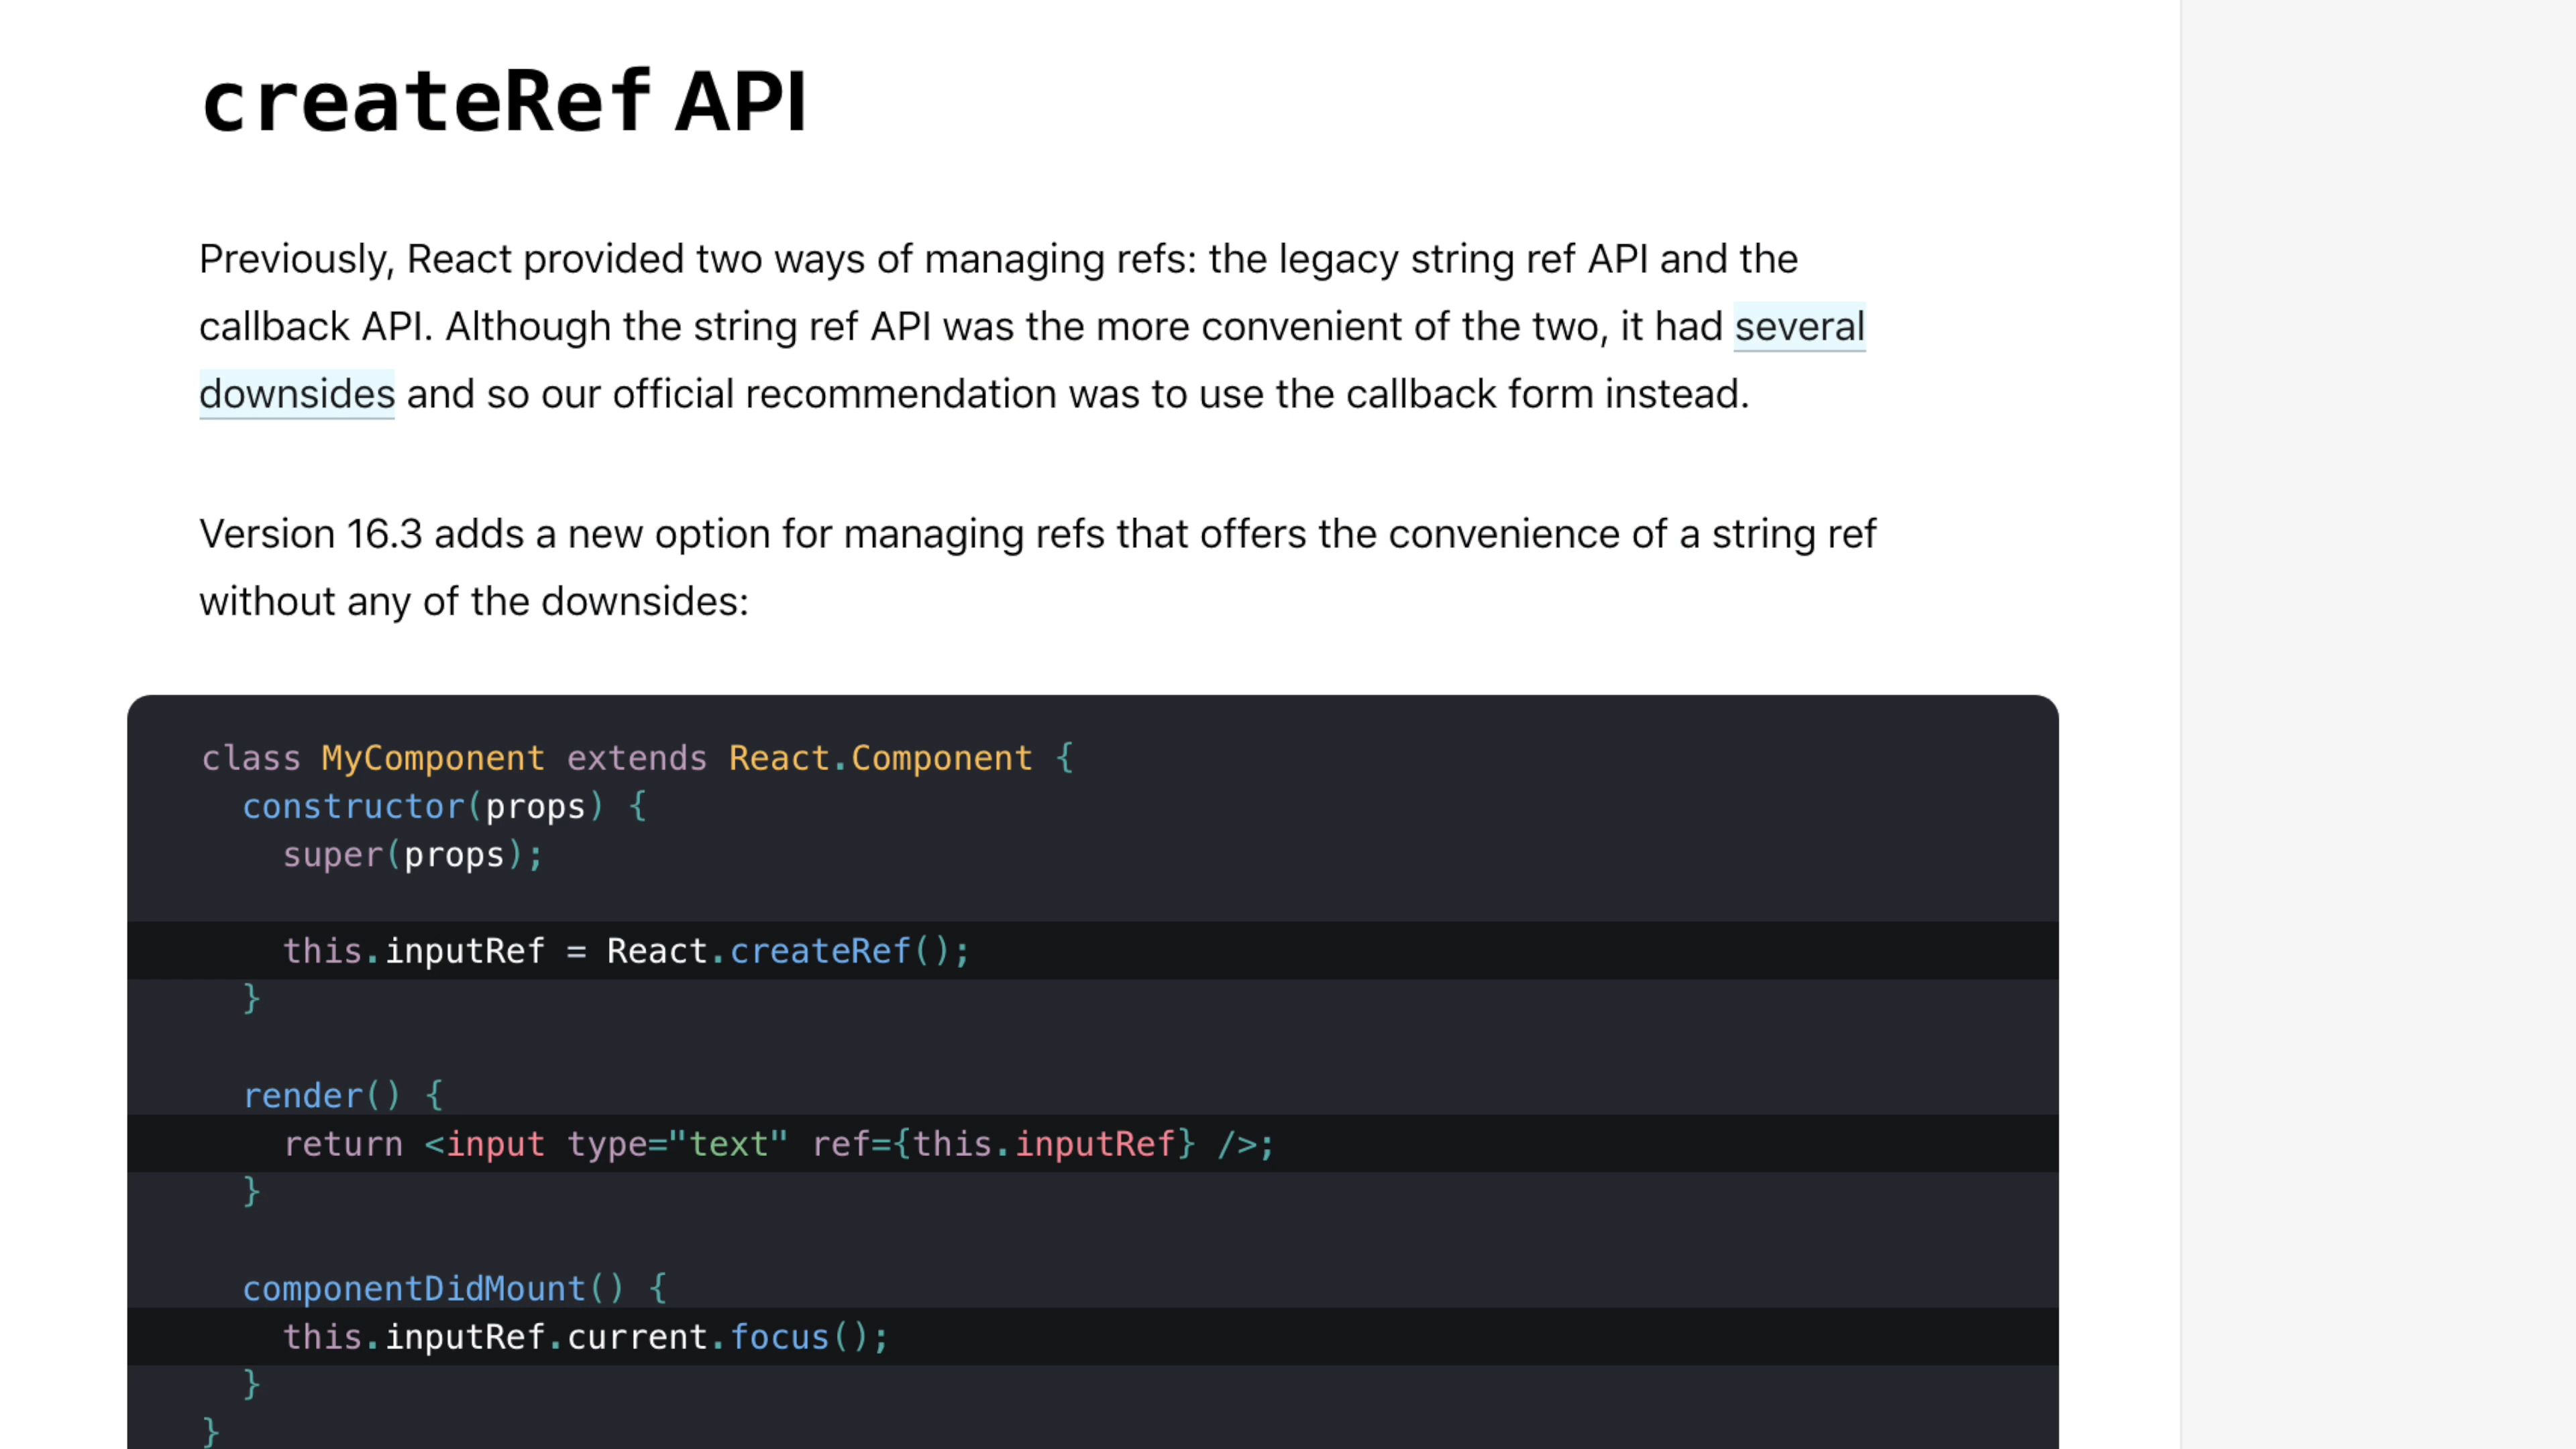 createRef API
Previously, React provided two ways of managing refs: the legacy string ref API and the
callback API. Although the string ref API was the more convenient of the two, it had several
downsides and so our official recommendation was to use the callback form instead.
Version 16.3 adds a new option for managing refs that offers the convenience of a string ref
without any of the downsides:
class MyComponent extends React.Component {
  constructor(props) {
    super(props);
    this.inputRef = React.createRef();
  }
  render() {
    return <input type="text" ref={this.inputRef} />;
  }
  componentDidMount() {
    this.inputRef.current.focus();
  }
}